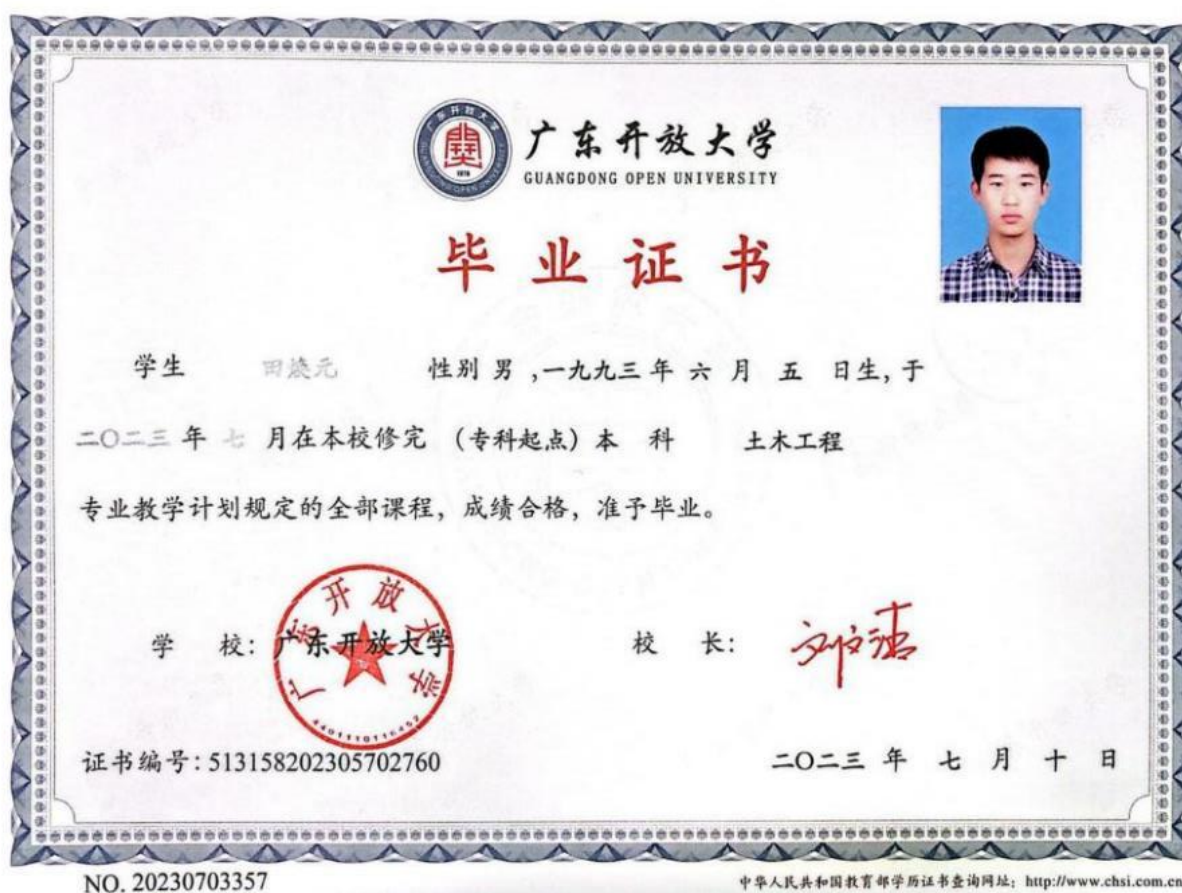 广东开放大学
GUANGDONG OPEN UNIVERSITY
毕业证书
学生 田焕元 性别 男 ,一九九三 年 六 月 五 日生, 于
二〇二三 年 七 月在本校修完 (专科起点) 本 科 土木工程
专业教学计划规定的全部课程, 成绩合格, 准予毕业。
学 校: 广东开放大学
校 长:
证书编号: 513158202305702760
二〇二三 年 七 月 十 日
NO. 20230703357
中华人民共和国教育部学历证书查询网址: http://www.chsi.com.cn